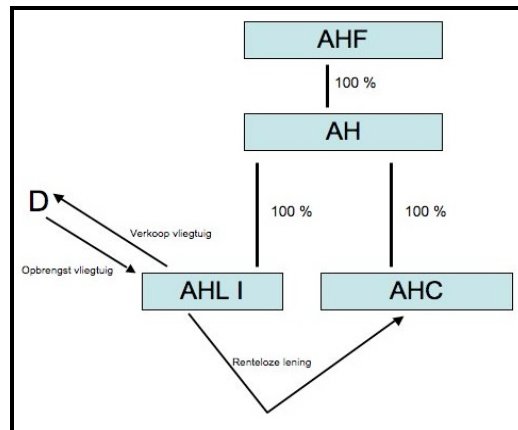 AHF
100 %
AH
100 %
100 %
D
Verkoop vliegtuig
Opbrengst vliegtuig
AHL I
AHC
Renteloze lening